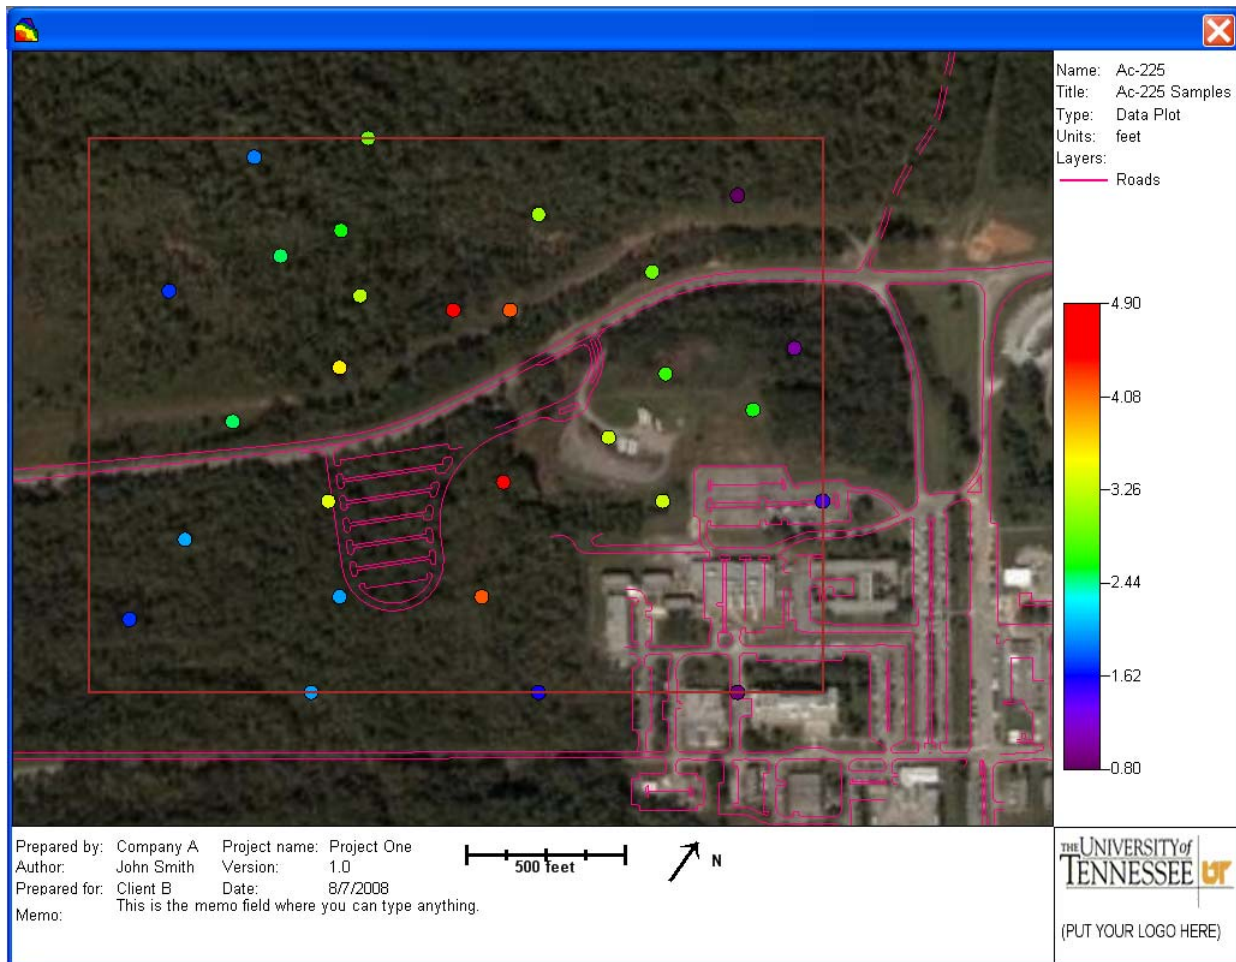 Name: Ac-225
Title: Ac-225 Samples
Type: Data Plot
Units: feet
Layers:
Roads
4.90
4.08
3.26
2.44
1.62
0.80
Prepared by: Company A Project name: Project One
Author: John Smith Version: 1.0
Prepared for: Client B Date: 8/7/2008
Memo: This is the memo field where you can type anything.
500 feet
N
THE UNIVERSITY of
TENNESSEE UT
(PUT YOUR LOGO HERE)